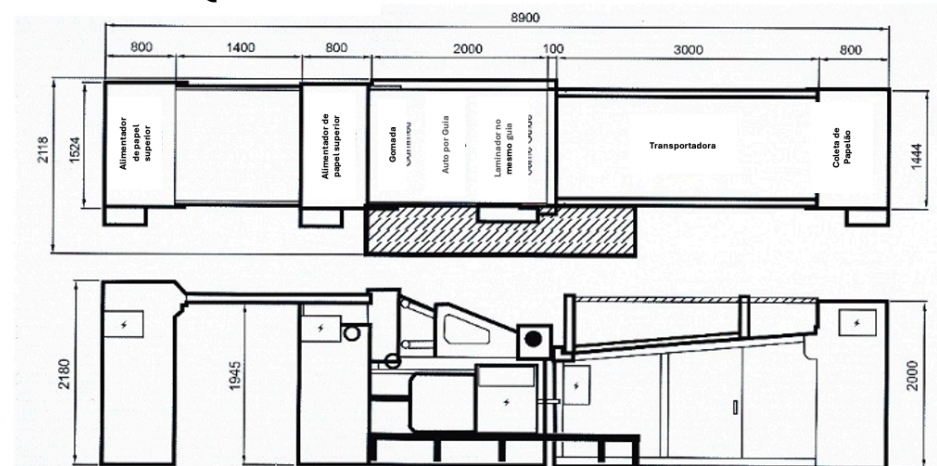 8900
800
1400
800
2000
100
3000
800
2118
1524
Alimentador
de papel
superior
Alimentador de
papel superior
Gomada
Auto por Guia
Laminador no
mesmo guia
Transportadora
Coleta de
Papelão
1444
2180
1945
2000